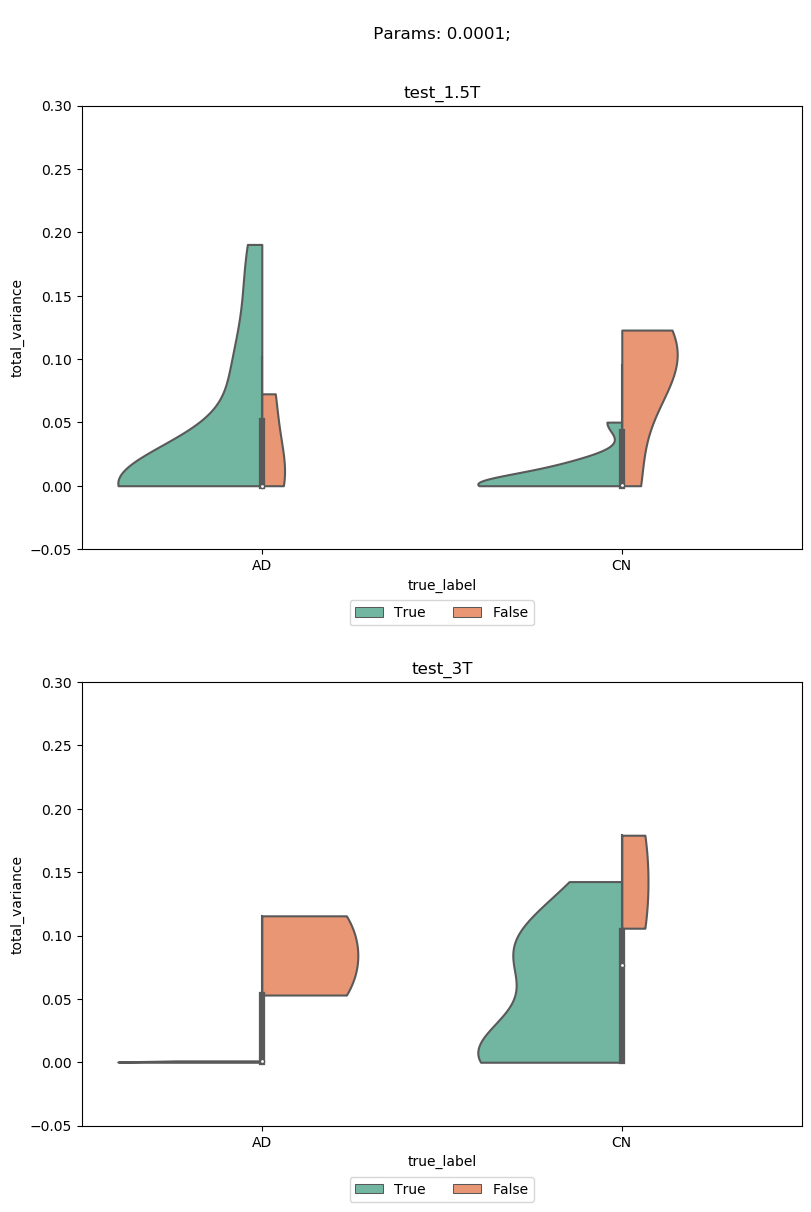 Params: 0.0001;
test_1.5T
0.30
0.25
0.20
0.15
0.10
0.05
0.00
−0.05
total_variance
AD CN
true_label
True False
test_3T
0.30
0.25
0.20
0.15
0.10
0.05
0.00
−0.05
total_variance
AD CN
true_label
True False